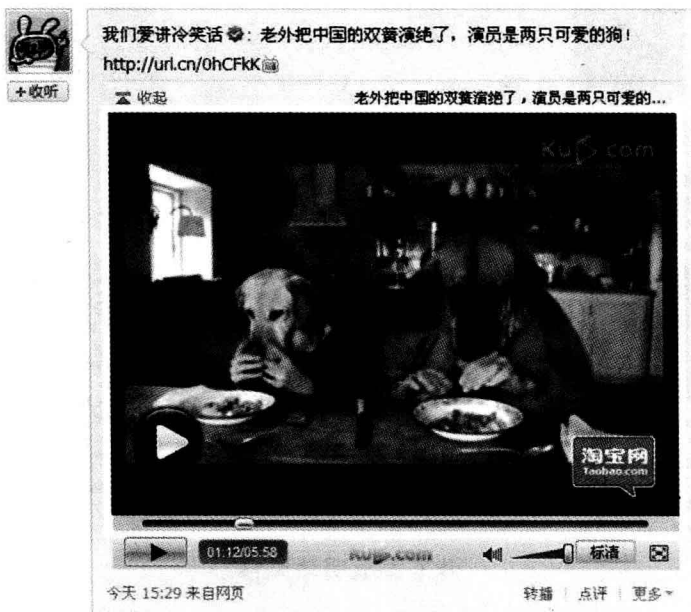 我们爱讲冷笑话：老外把中国的双簧演绝了，演员是两只可爱的狗！
http://url.cn/0hCFkK
+收听
收起
老外把中国的双簧演绝了，演员是两只可爱的...
Ku6.com
淘宝网
Taobao.com
01:12/05:58
Ku6.com
标清
今天 15:29 来自网页
转播 点评 更多